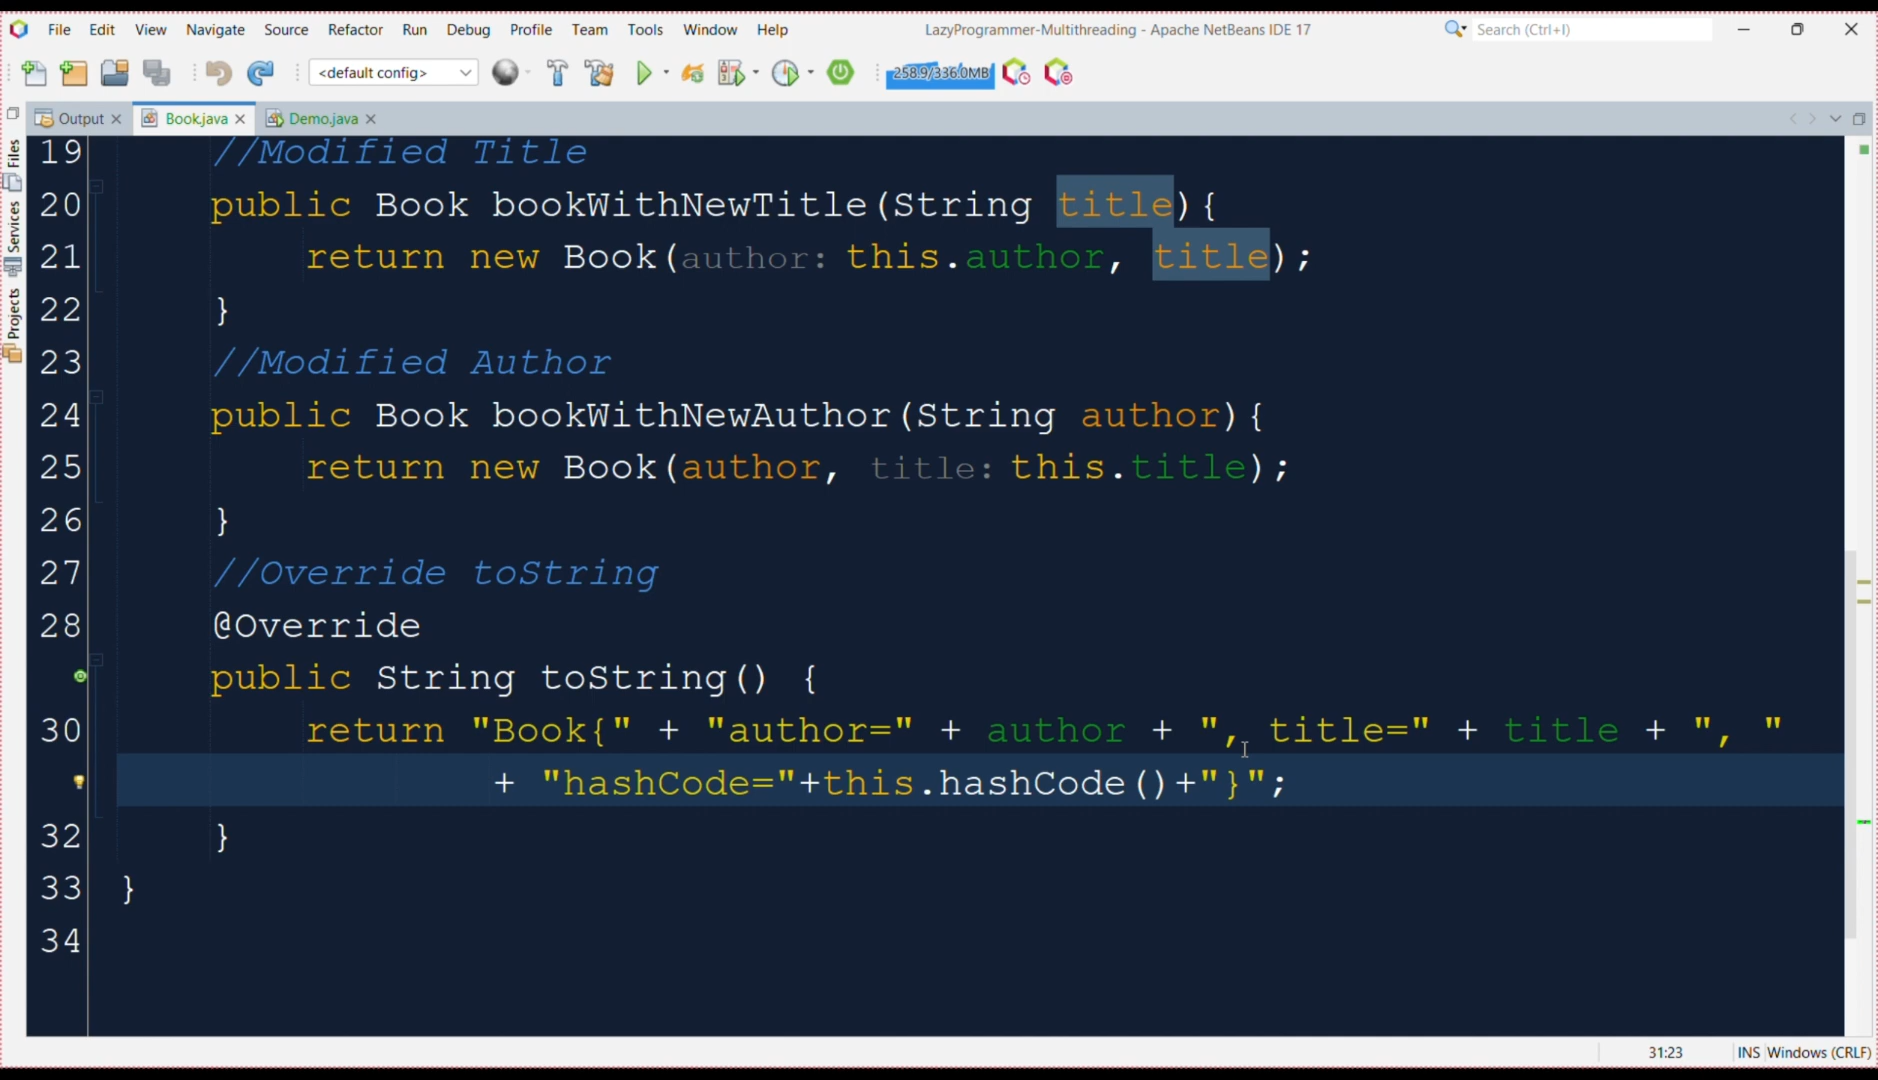 File Edit View Navigate Source Refactor Run Debug Profile Team Tools Window Help LazyProgrammer-Multithreading - Apache NetBeans IDE 17 Search (Ctrl+I)
<default config> 258.9/336.0MB
Output Book.java Demo.java
Files
Services
Projects
19 //Modified Title
20 public Book bookWithNewTitle(String title){
21 return new Book(author: this.author, title);
22 }
23 //Modified Author
24 public Book bookWithNewAuthor(String author){
25 return new Book(author, title: this.title);
26 }
27 //Override toString
28 @Override
public String toString() {
30 return "Book{" + "author=" + author + ", title=" + title + ", "
+ "hashCode="+this.hashCode()+"}";
32 }
33 }
34
31:23 INS Windows (CRLF)